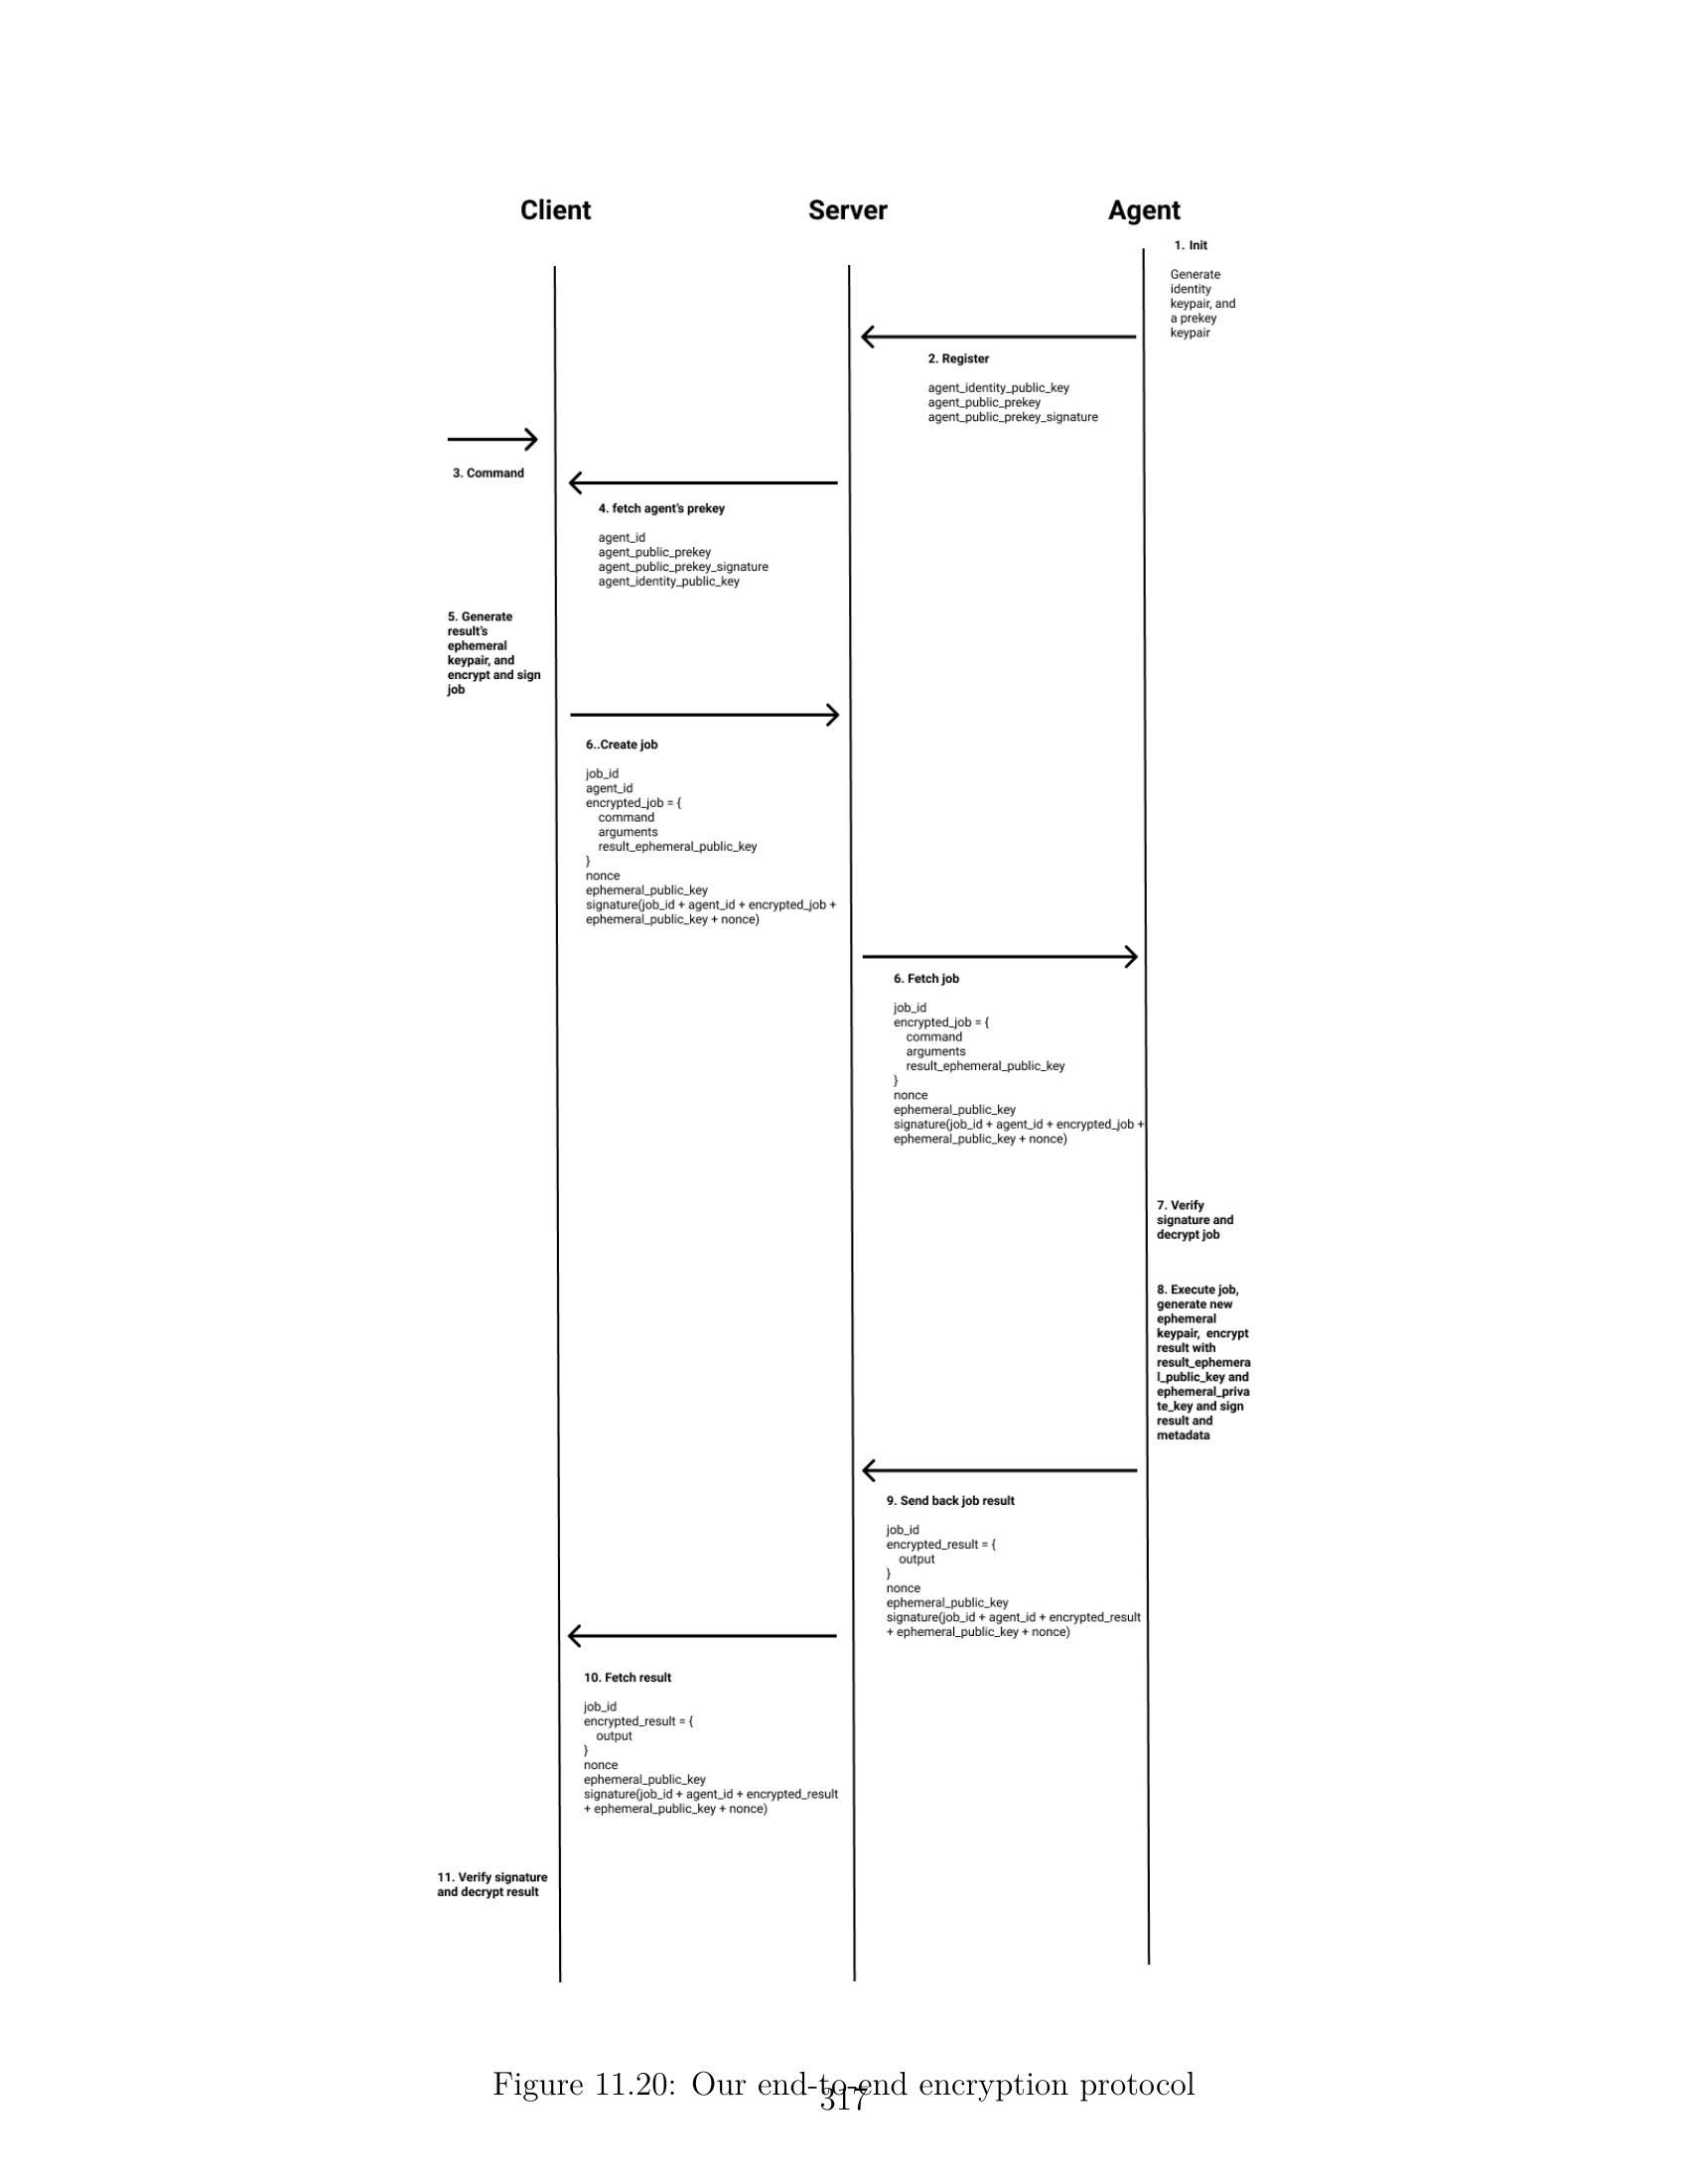 Client
Server
Agent
1. Init
Generate
identity
keypair, and
a prekey
keypair
2. Register
agent_identity_public_key
agent_public_prekey
agent_public_prekey_signature
3. Command
4. fetch agent’s prekey
agent_id
agent_public_prekey
agent_public_prekey_signature
agent_identity_public_key
5. Generate
result’s
ephemeral
keypair, and
encrypt and sign
job
6..Create job
job_id
agent_id
encrypted_job = {
command
arguments
result_ephemeral_public_key
}
nonce
ephemeral_public_key
signature(job_id + agent_id + encrypted_job +
ephemeral_public_key + nonce)
6. Fetch job
job_id
encrypted_job = {
command
arguments
result_ephemeral_public_key
}
nonce
ephemeral_public_key
signature(job_id + agent_id + encrypted_job +
ephemeral_public_key + nonce)
7. Verify
signature and
decrypt job
8. Execute job,
generate new
ephemeral
keypair,  encrypt
result with
result_ephemera
l_public_key and
ephemeral_priva
te_key and sign
result and
metadata
9. Send back job result
job_id
encrypted_result = {
output
}
nonce
ephemeral_public_key
signature(job_id + agent_id + encrypted_result
+ ephemeral_public_key + nonce)
10. Fetch result
job_id
encrypted_result = {
output
}
nonce
ephemeral_public_key
signature(job_id + agent_id + encrypted_result
+ ephemeral_public_key + nonce)
11. Verify signature
and decrypt result
Figure 11.20: Our end-to-end encryption protocol
317